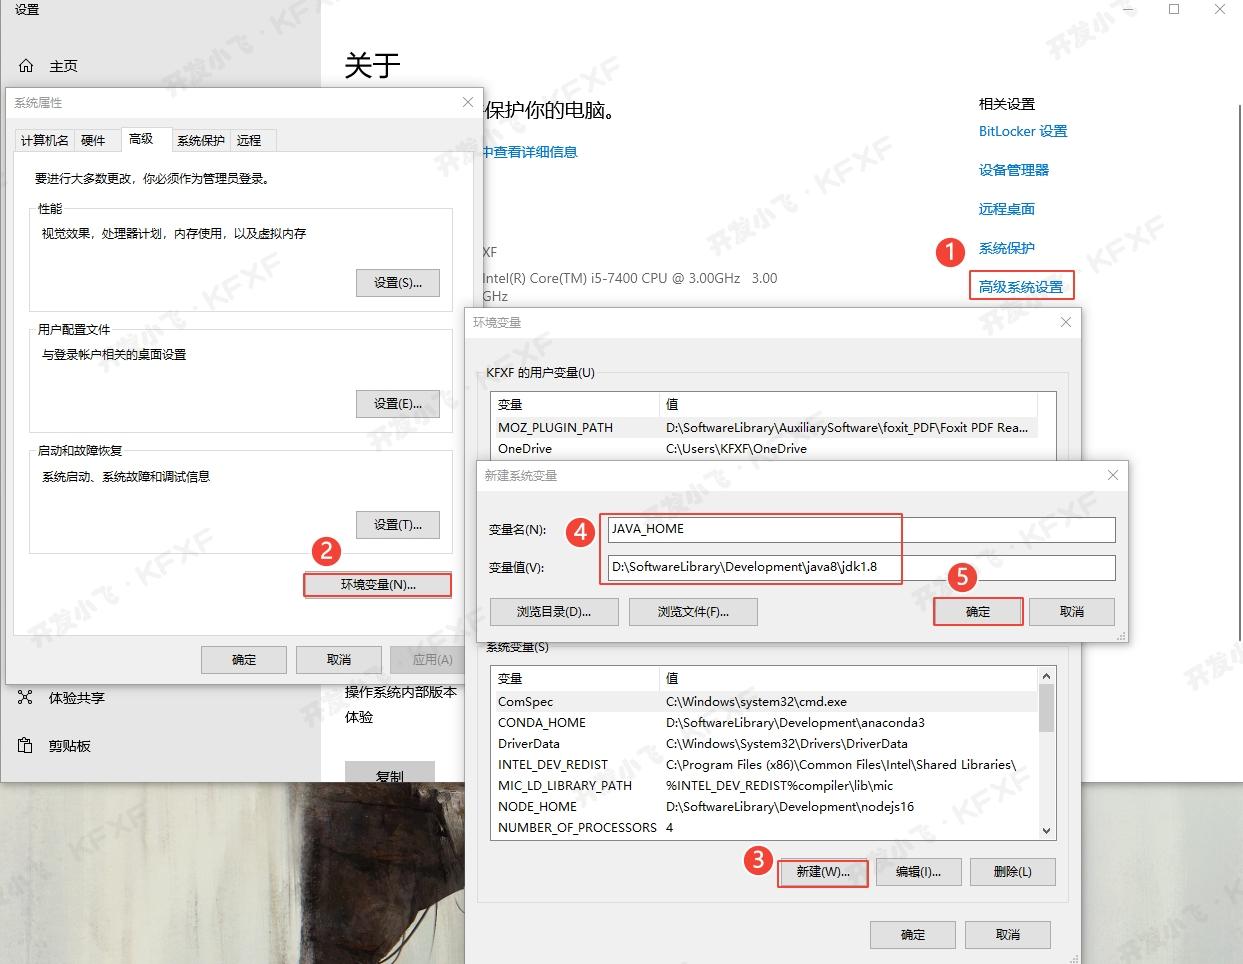 设置
主页
关于
系统属性
保护你的电脑。
计算机名
硬件
高级
系统保护
远程
中查看详细信息
要进行大多数更改，你必须作为管理员登录。
性能
视觉效果，处理器计划，内存使用，以及虚拟内存
设置(S)...
用户配置文件
与登录帐户相关的桌面设置
设置(E)...
启动和故障恢复
系统启动、系统故障和调试信息
设置(T)...
2
环境变量(N)...
确定
取消
应用(A)
体验共享
剪贴板
操作系统内部版本
体验
复制
XF
Intel(R) Core(TM) i5-7400 CPU @ 3.00GHz 3.00
GHz
相关设置
BitLocker 设置
设备管理器
远程桌面
系统保护
1
高级系统设置
环境变量
KFXF 的用户变量(U)
变量 值
MOZ_PLUGIN_PATH D:\SoftwareLibrary\AuxiliarySoftware\foxit_PDF\Foxit PDF Rea...
OneDrive C:\Users\KFXF\OneDrive
新建系统变量
变量名(N): 4 JAVA_HOME
变量值(V): D:\SoftwareLibrary\Development\java8\jdk1.8
5
浏览目录(D)...
浏览文件(F)...
确定
取消
系统变量(S)
变量 值
ComSpec C:\Windows\system32\cmd.exe
CONDA_HOME D:\SoftwareLibrary\Development\anaconda3
DriverData C:\Windows\System32\Drivers\DriverData
INTEL_DEV_REDIST C:\Program Files (x86)\Common Files\Intel\Shared Libraries\
MIC_LD_LIBRARY_PATH %INTEL_DEV_REDIST%compiler\lib\mic
NODE_HOME D:\SoftwareLibrary\Development\nodejs16
NUMBER_OF_PROCESSORS 4
3
新建(W)...
编辑(I)...
删除(L)
确定
取消
开发小飞·KFXF